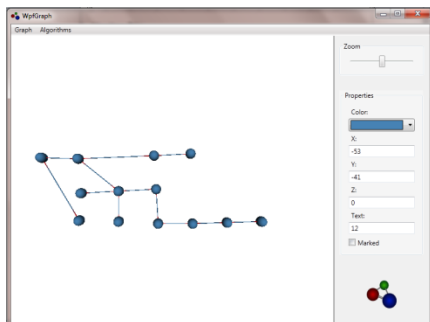 WpfGraph
Graph Algorithms
Zoom
Properties
Color:
X:
-53
Y:
-41
Z:
0
Text:
12
Marked